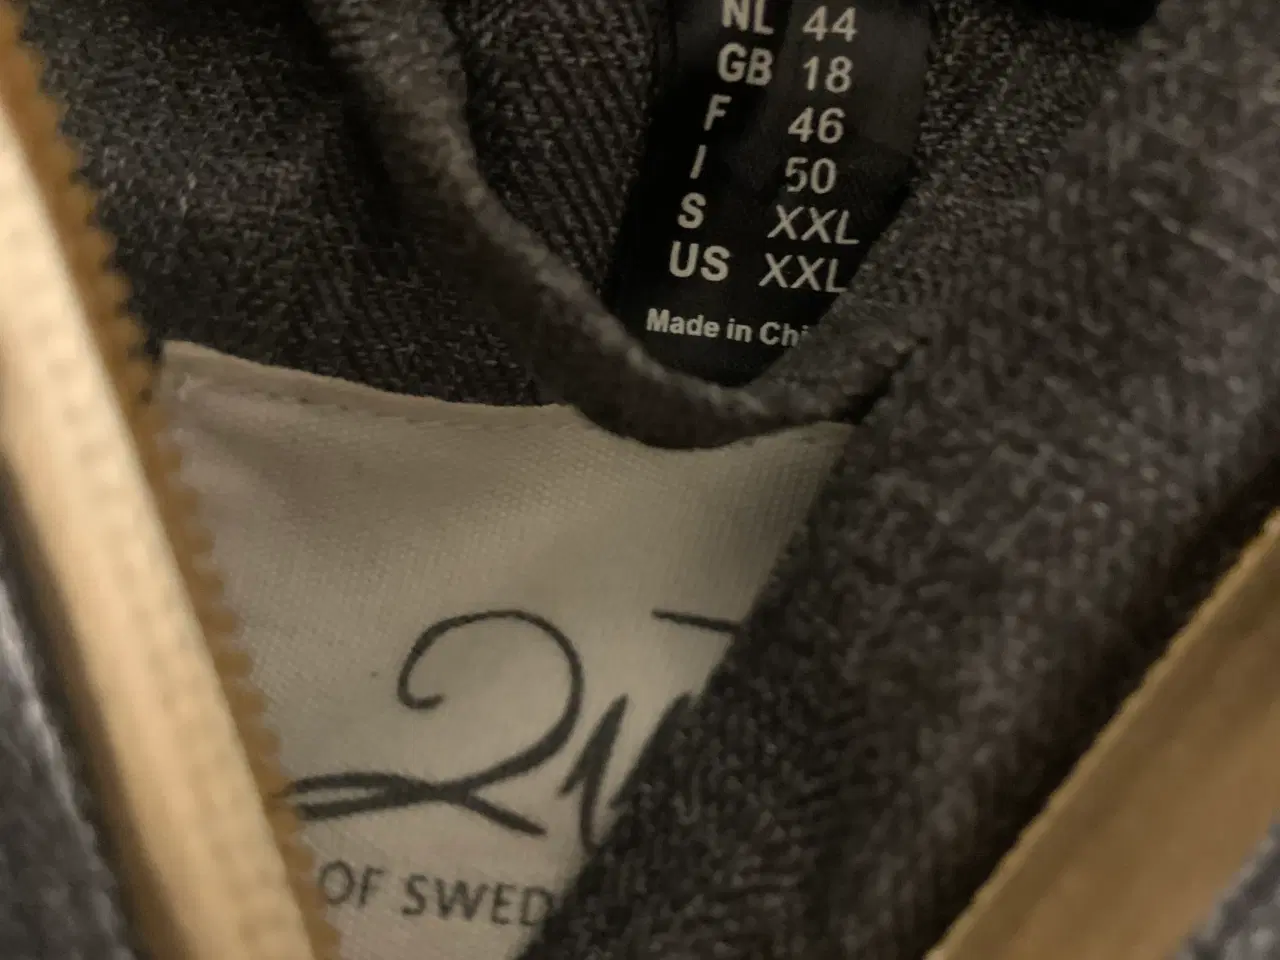 NL 44
GB 18
F 46
I 50
S XXL
US XXL
Made in Chi
OF SWED